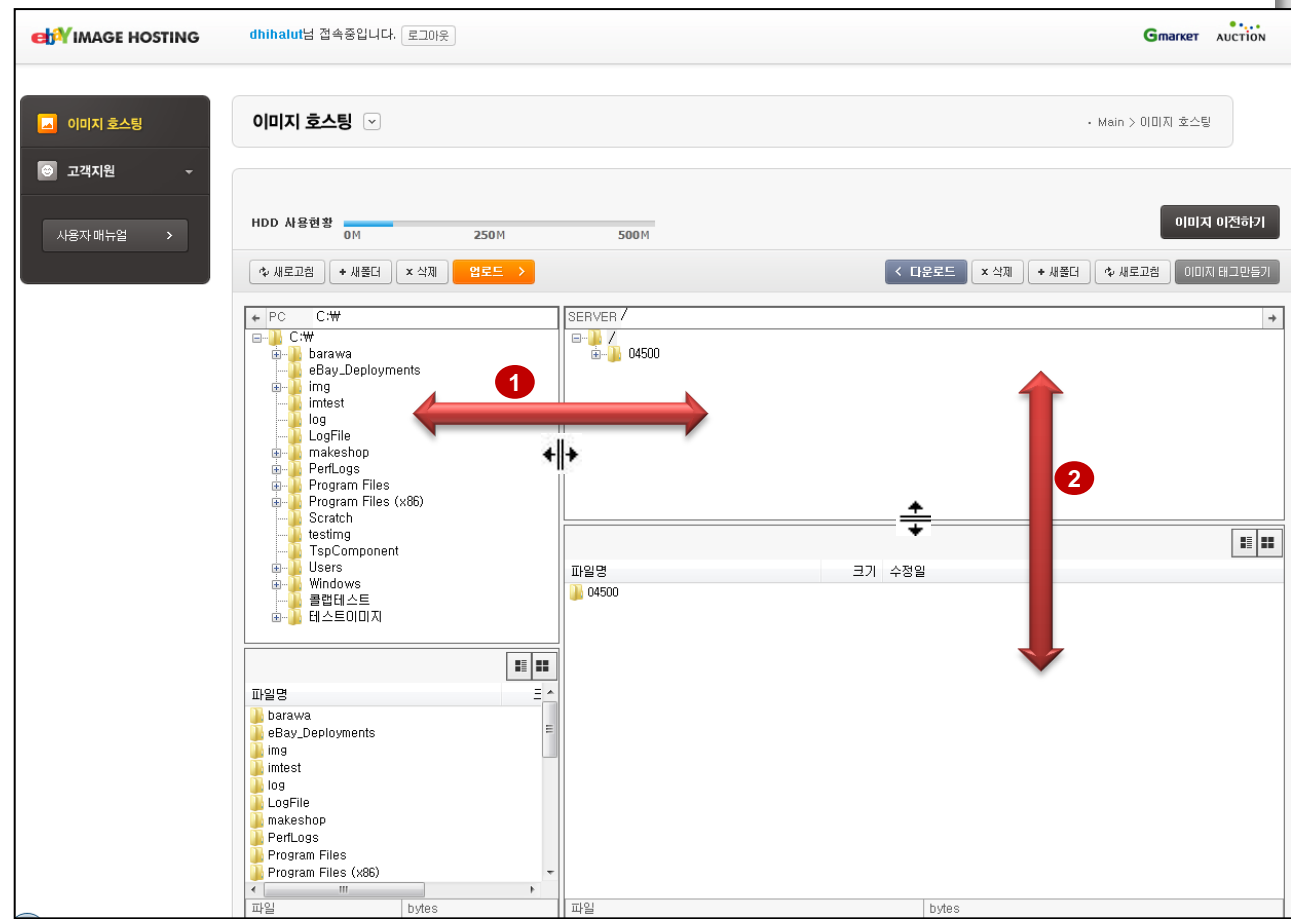 ebaY IMAGE HOSTING
dhihalut님 접속중입니다. 로그아웃
Gmarket AUCTION
이미지 호스팅
고객지원
사용자 매뉴얼 >
이미지 호스팅
· Main > 이미지 호스팅
HDD 사용현황
0M 250M 500M
이미지 이전하기
새로고침 + 새폴더 x 삭제 업로드 >
< 다운로드 x 삭제 + 새폴더 새로고침 이미지 태그만들기
PC C:₩
C:₩
barawa
eBay_Deployments
img
imtest
log
LogFile
makeshop
PerfLogs
Program Files
Program Files (x86)
Scratch
testimg
TspComponent
Users
Windows
콜랩테스트
테스트이미지
SERVER /
/
04500
1
2
파일명
barawa
eBay_Deployments
img
imtest
log
LogFile
makeshop
PerfLogs
Program Files
Program Files (x86)
파일 bytes
파일명 크기 수정일
04500
파일 bytes